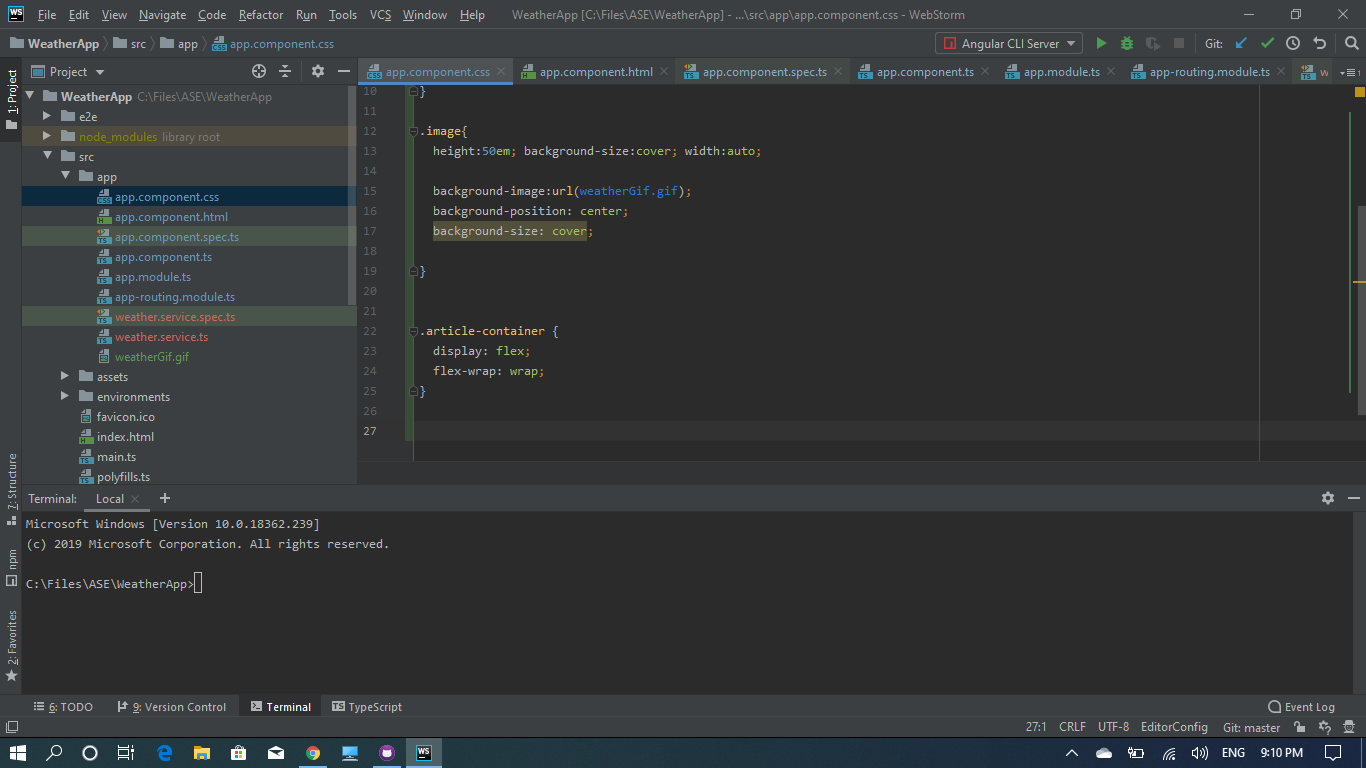 WS File Edit View Navigate Code Refactor Run Tools VCS Window Help WeatherApp [C:\Files\ASE\WeatherApp] - ...\src\app\app.component.css - WebStorm
WeatherApp src app app.component.css Angular CLI Server Git:
1: Project
Project
app.component.css app.component.html app.component.spec.ts app.component.ts app.module.ts app-routing.module.ts w
WeatherApp C:\Files\ASE\WeatherApp
e2e
node_modules library root
src
app
app.component.css
app.component.html
app.component.spec.ts
app.component.ts
app.module.ts
app-routing.module.ts
weather.service.spec.ts
weather.service.ts
weatherGif.gif
assets
environments
favicon.ico
index.html
main.ts
polyfills.ts
10 }
11
12 .image{
13 height:50em; background-size:cover; width:auto;
14
15 background-image:url(weatherGif.gif);
16 background-position: center;
17 background-size: cover;
18
19 }
20
21
22 .article-container {
23 display: flex;
24 flex-wrap: wrap;
25 }
26
27
7: Structure
npm
2: Favorites
Terminal: Local
Microsoft Windows [Version 10.0.18362.239]
(c) 2019 Microsoft Corporation. All rights reserved.
C:\Files\ASE\WeatherApp>
6: TODO 9: Version Control Terminal TypeScript Event Log
27:1 CRLF UTF-8 EditorConfig Git: master
WS ENG 9:10 PM